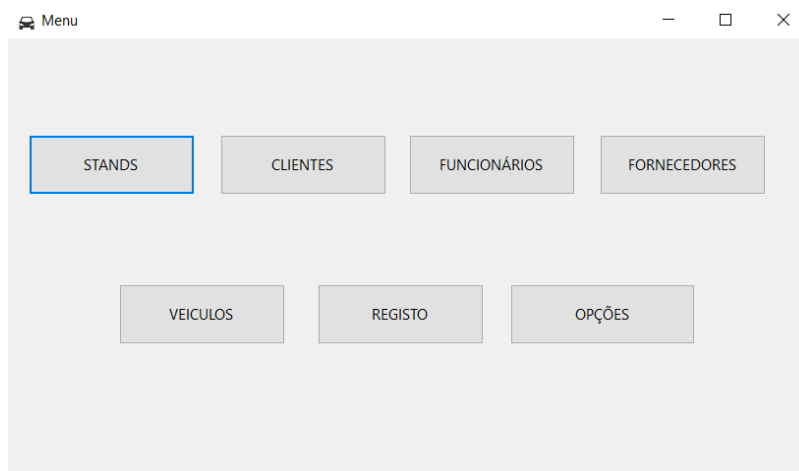 Menu
STANDS CLIENTES FUNCIONÁRIOS FORNECEDORES
VEICULOS REGISTO OPÇÕES